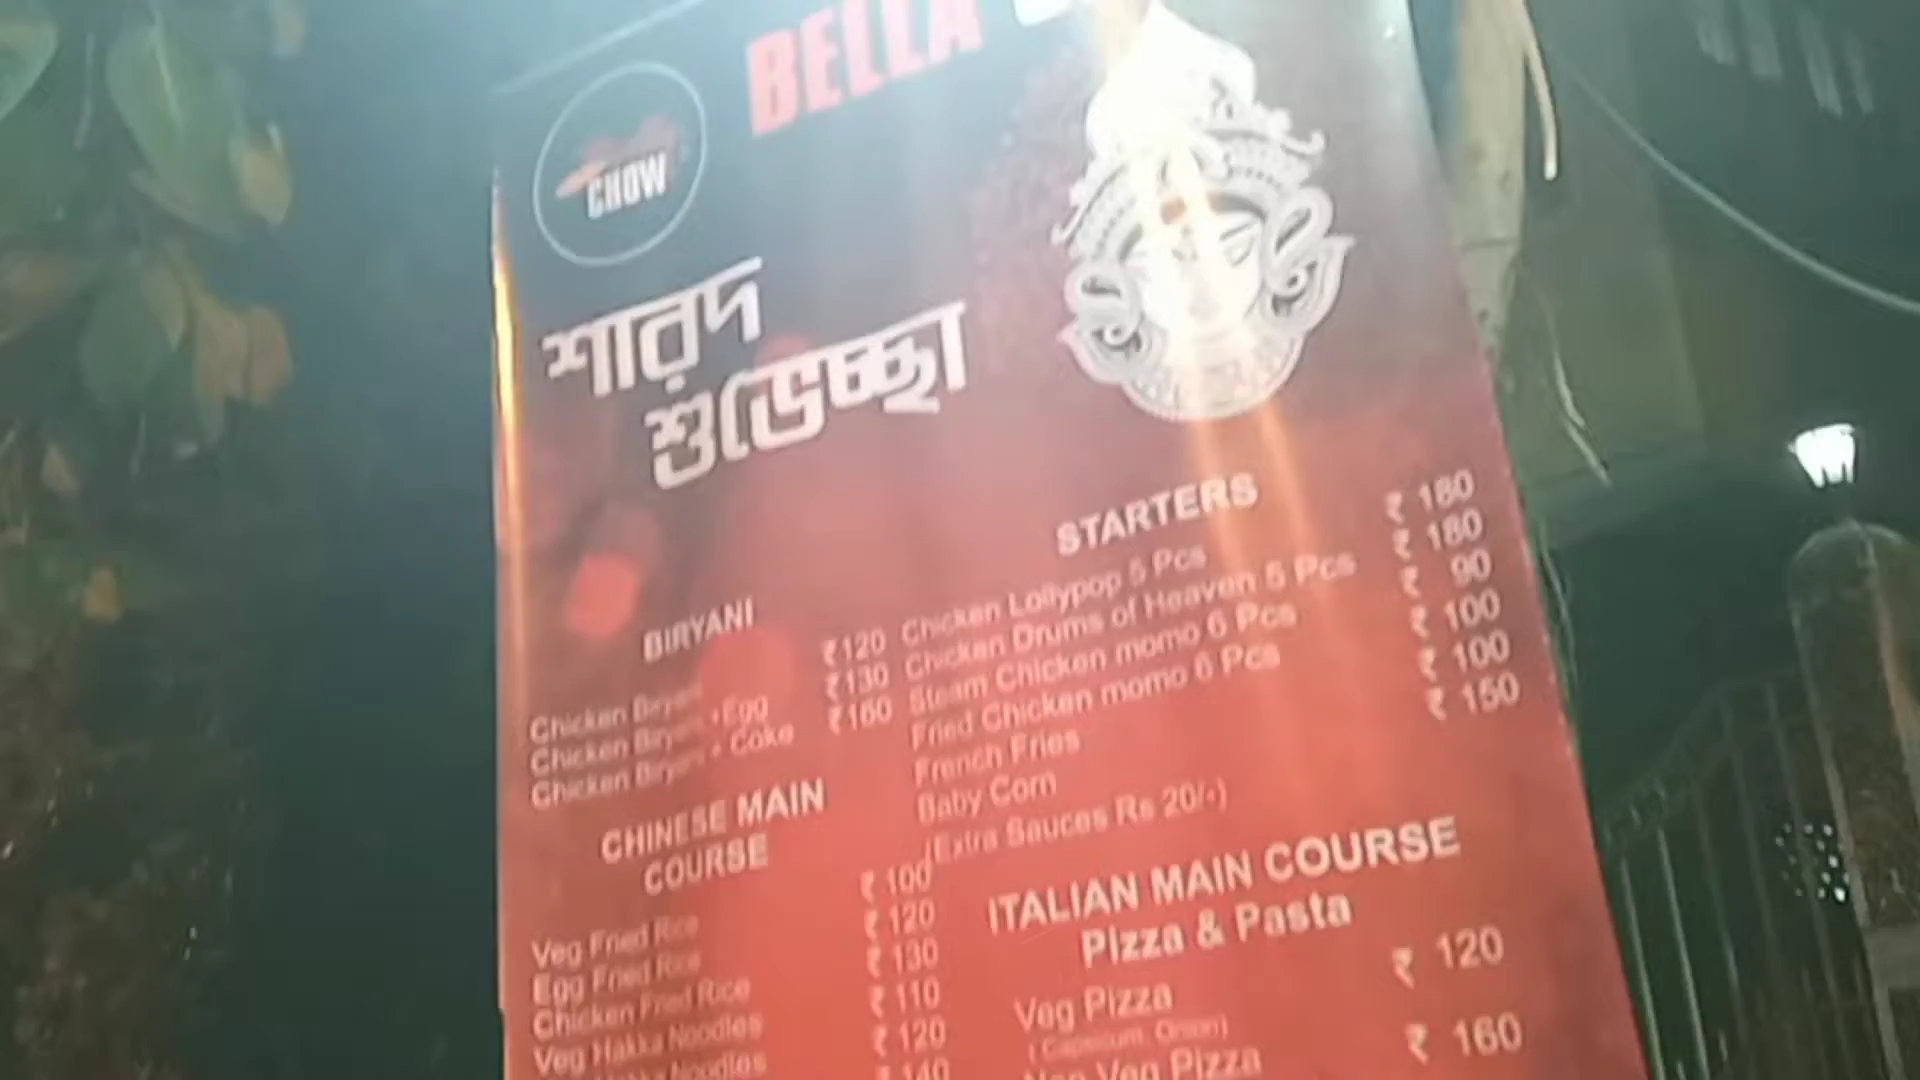 BELLA
CHOW
শারদ
শুভেচ্ছা
BIRYANI
Chicken Biryani ₹120
Chicken Biryani +Egg ₹130
Chicken Biryani + Coke ₹160
CHINESE MAIN
COURSE
Veg Fried Rice ₹ 100
Egg Fried Rice ₹ 120
Chicken Fried Rice ₹ 130
Veg Hakka Noodles ₹ 110
Hakka Noodles ₹ 120
₹ 140
STARTERS
Chicken Lollypop 5 Pcs ₹ 180
Chicken Drums of Heaven 5 Pcs ₹ 180
Steam Chicken momo 6 Pcs ₹ 90
Fried Chicken momo 6 Pcs ₹ 100
French Fries ₹ 100
Baby Corn ₹ 150
(Extra Sauces Rs 20/-)
ITALIAN MAIN COURSE
Pizza & Pasta
Veg Pizza ₹ 120
(Capsicum, Onion)
Non Veg Pizza ₹ 160